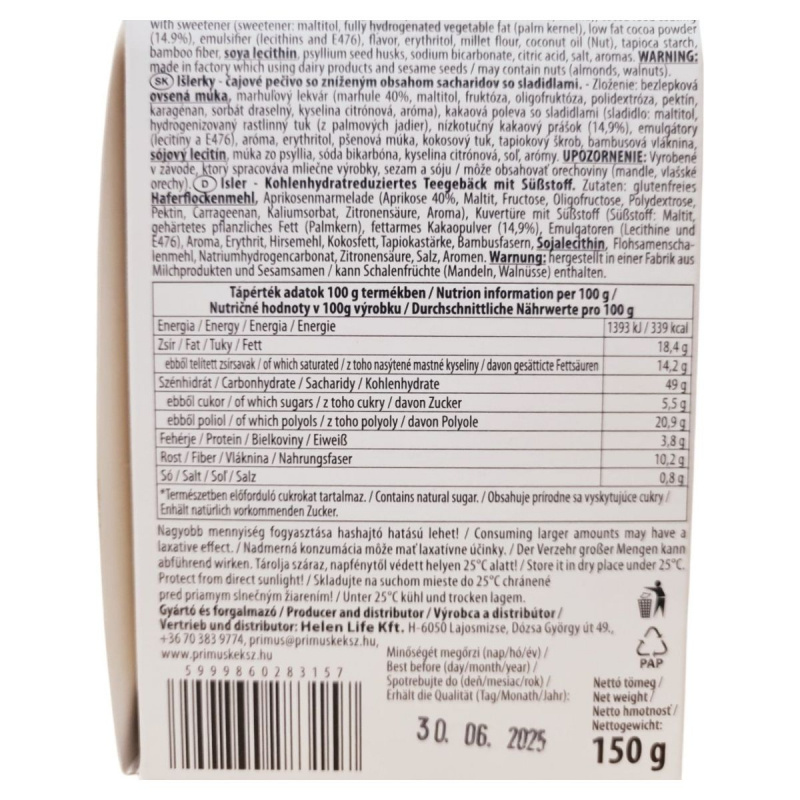 with sweetener (sweetener: maltitol, fully hydrogenated vegetable fat (palm kernel), low fat cocoa powder
(14.9%), emulsifier (lecithins and E476), flavor, erythritol, millet flour, coconut oil (Nut), tapioca starch,
bamboo fiber, soya lecithin, psyllium seed husks, sodium bicarbonate, citric acid, salt, aromas. WARNING:
made in factory which using dairy products and sesame seeds / may contain nuts (almonds, walnuts).
SK Išlerky - čajové pečivo so zníženým obsahom sacharidov so sladidlami. - Zloženie: bezlepková
ovsená múka, marhuľový lekvár (marhule 40%, maltitol, fruktóza, oligofruktóza, polidextróza, pektín,
karagénan, sorbát draselný, kyselina citrónová, aróma), kakaová poleva so sladidlami (sladidlo: maltitol,
hydrogenizovaný rastlinný tuk (z palmových jadier), nízkotučný kakaový prášok (14,9%), emulgátory
(lecitíny a E476), aróma, erythritol, pšenová múka, kokosový tuk, tapiokový škrob, bambusová vláknina,
sójový lecitín, múka zo psyllia, sóda bikarbóna, kyselina citrónová, soľ, arómy. UPOZORNENIE: Vyrobené
v závode, ktorý spracováva mliečne výrobky, sezam a sóju / môže obsahovať orechoviny (mandle, vlašské
orechy). D Isler - Kohlenhydratreduziertes Teegebäck mit Süßstoff. Zutaten: glutenfreies
Haferflockenmehl, Aprikosenmarmelade (Aprikose 40%, Maltit, Fructose, Oligofructose, Polydextrose,
Pektin, Carrageenan, Kaliumsorbat, Zitronensäure, Aroma), Kuvertüre mit Süßstoff (Süßstoff: Maltit,
gehärtetes pflanzliches Fett (Palmkern), fettarmes Kakaopulver (14,9%), Emulgatoren (Lecithine und
E476), Aroma, Erythrit, Hirsemehl, Kokosfett, Tapiokastärke, Bambusfasern, Sojalecithin, Flohsamenscha-
lenmehl, Natriumhydrogencarbonat, Zitronensäure, Salz, Aromen. Warnung: hergestellt in einer Fabrik aus
Milchprodukten und Sesamsamen / kann Schalenfrüchte (Mandeln, Walnüsse) enthalten.
Tápérték adatok 100 g termékben / Nutrion information per 100 g /
Nutričné hodnoty v 100g výrobku / Durchschnittliche Nährwerte pro 100 g
Energia / Energy / Energia / Energie 1393 kJ / 339 kcal
Zsír / Fat / Tuky / Fett 18,4 g
ebből telített zsírsavak / of which saturated / z toho nasýtené mastné kyseliny / davon gesätticte Fettsäuren 14,2 g
Szénhidrát / Carbonhydrate / Sacharidy / Kohlenhydrate 49 g
ebből cukor / of which sugars / z toho cukry / davon Zucker 5,5 g
ebből poliol / of which polyols / z toho polyoly / davon Polyole 20,9 g
Fehérje / Protein / Bielkoviny / Eiweiß 3,8 g
Rost / Fiber / Vláknina / Nahrungsfaser 10,2 g
Só / Salt / Soľ / Salz 0,8 g
*Természetben előforduló cukrokat tartalmaz. / Contains natural sugar. / Obsahuje prírodne sa vyskytujúce cukry /
Enhält natürlich vorkommenden Zucker.
Nagyobb mennyiség fogyasztása hashajtó hatású lehet! / Consuming larger amounts may have a
laxative effect. / Nadmerná konzumácia môže mať laxatívne účinky. / Der Verzehr großer Mengen kann
abführend wirken. Tárolja száraz, napfénytől védett helyen 25°C alatt! / Store it in dry place under 25°C.
Protect from direct sunlight! / Skladujte na suchom mieste do 25°C chránené
pred priamym slnečným žiarením! / Unter 25°C kühl und trocken lagern.
Gyártó és forgalmazó / Producer and distributor / Výrobca a distribútor /
Vertrieb und distributor: Helen Life Kft. H-6050 Lajosmizse, Dózsa György út 49.,
+36 70 383 9774, primus@primuskeksz.hu,
www.primuskeksz.hu
5999860283157
Minőségét megőrzi (nap/hó/év) /
Best before (day/month/year) /
Spotrebujte do (deň/mesiac/rok) /
Erhält die Qualität (Tag/Monath/Jahr):
30. 06. 2025
PAP
Nettó tömeg /
Net weight /
Netto hmotnosť /
Nettogewicht:
150 g